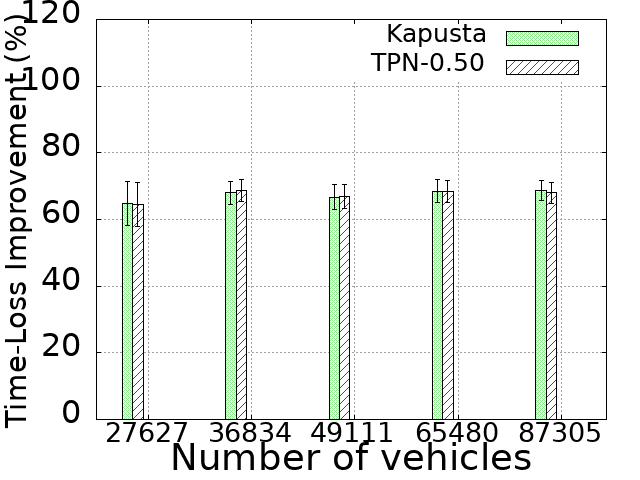 Time-Loss Improvement (%)
120
100
80
60
40
20
0
Kapusta
TPN-0.50
27627 36834 49111 65480 87305
Number of vehicles